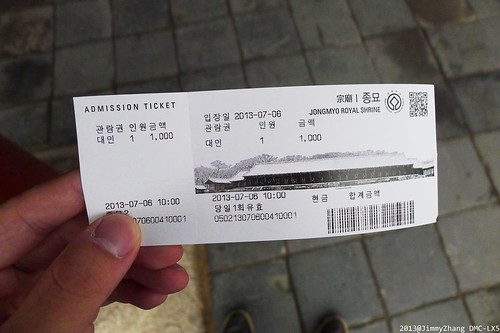 ADMISSION TICKET
관람권 인원 금액
대인 1 1,000
2013-07-06 10:00
070600410001
입장일 2013-07-06
관람권 인원 금액
대인 1 1,000
宗廟 | 종묘
JONGMYO ROYAL SHRINE
2013-07-06 10:00
당일1회유효
05021307060​0410001
현금 합계금액
2013@JimmyZhang DMC-LX5